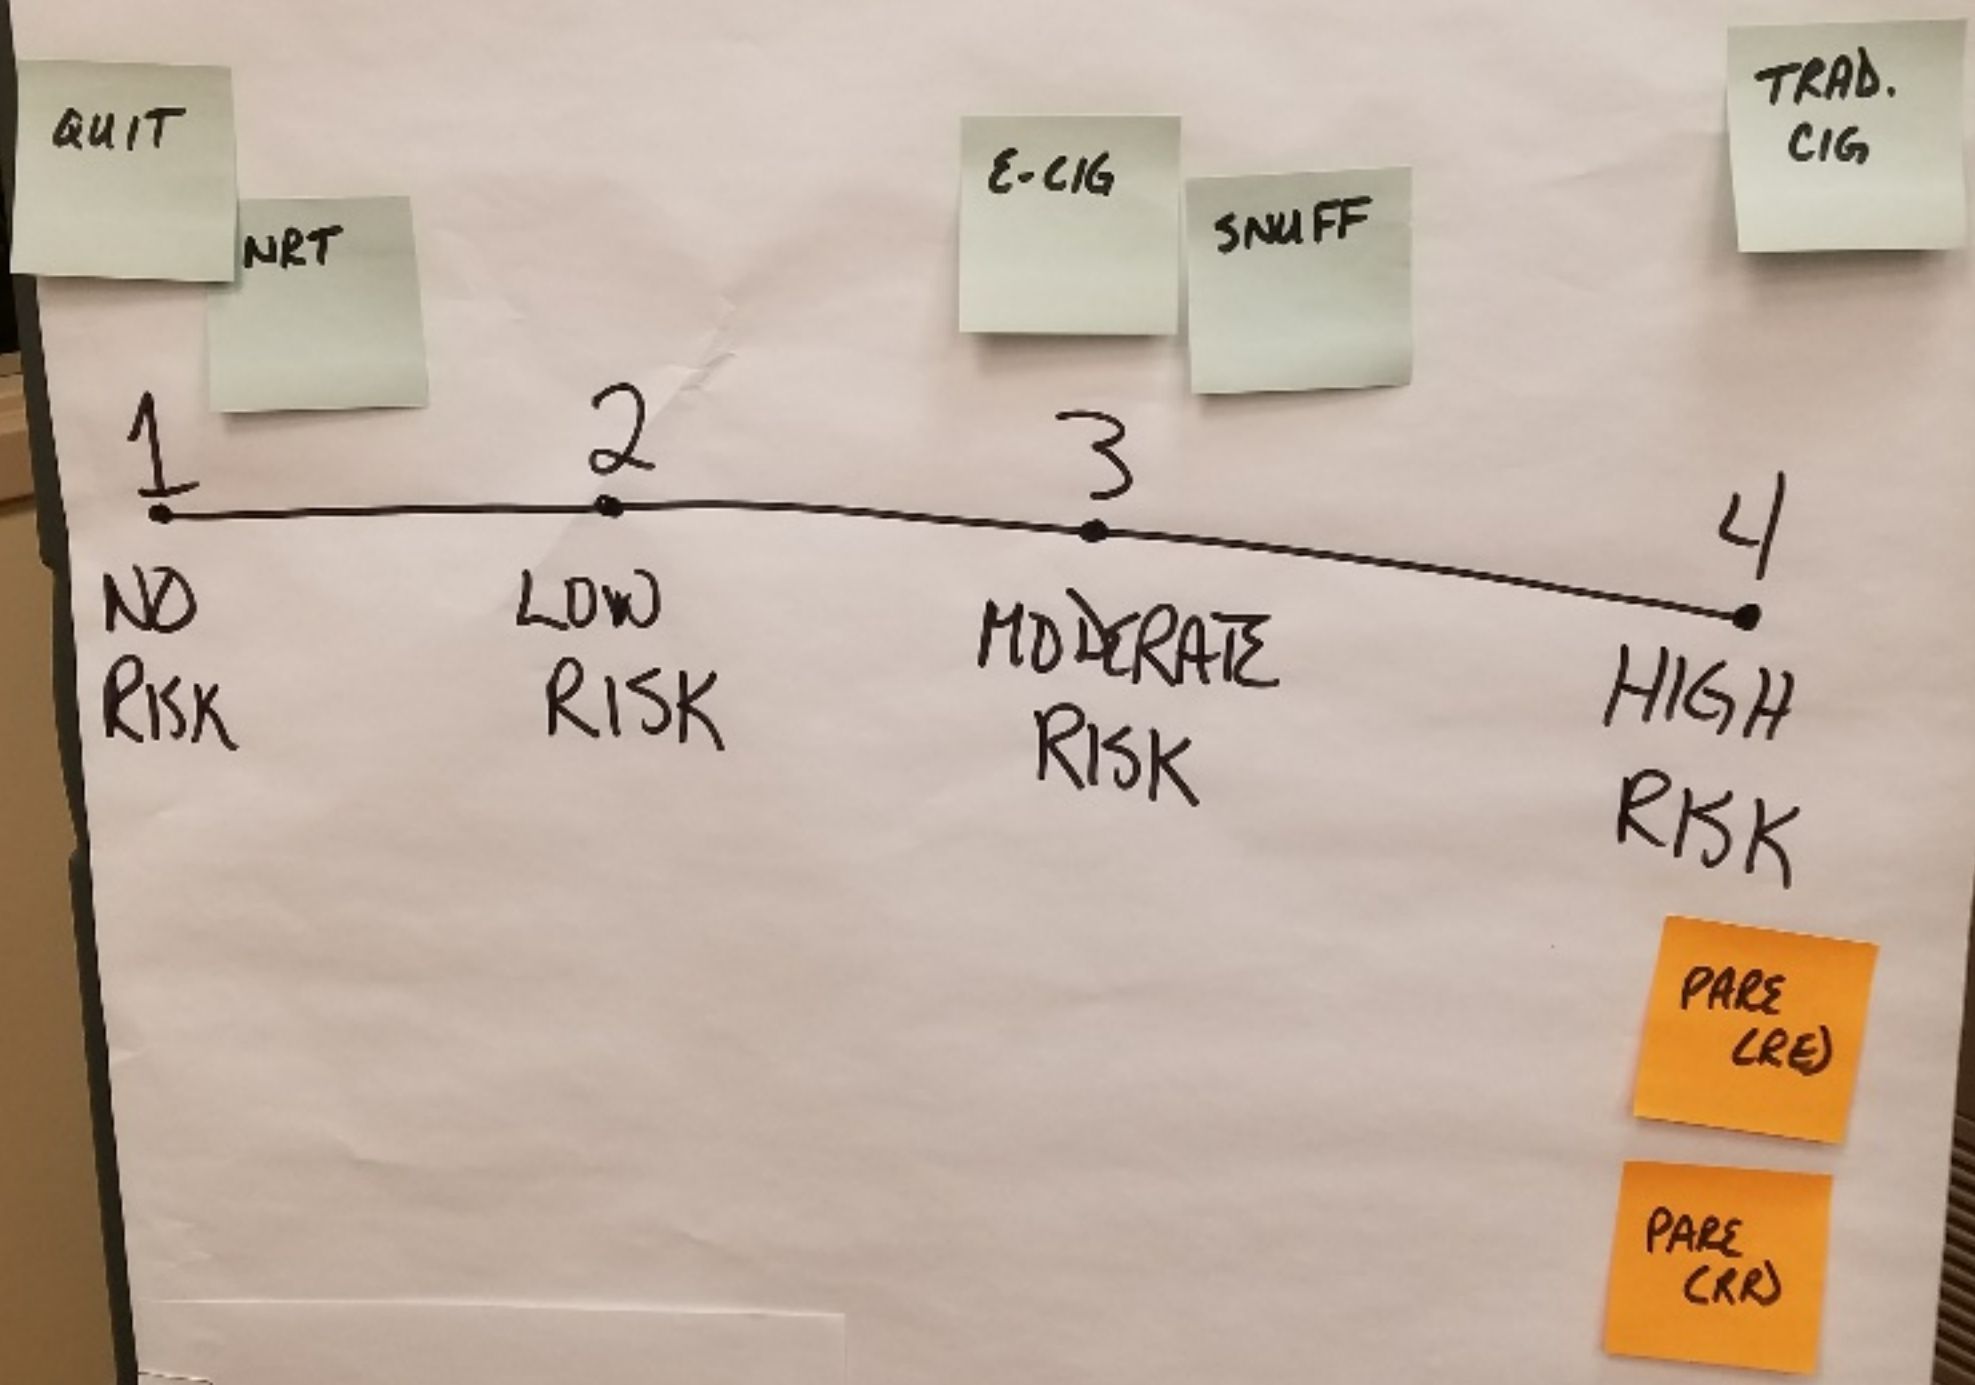 QUIT
NRT
E-CIG
SNUFF
TRAD.
CIG
1
2
3
4
NO
RISK
LOW
RISK
MODERATE
RISK
HIGH
RISK
PARE
(RE)
PARE
(RR)